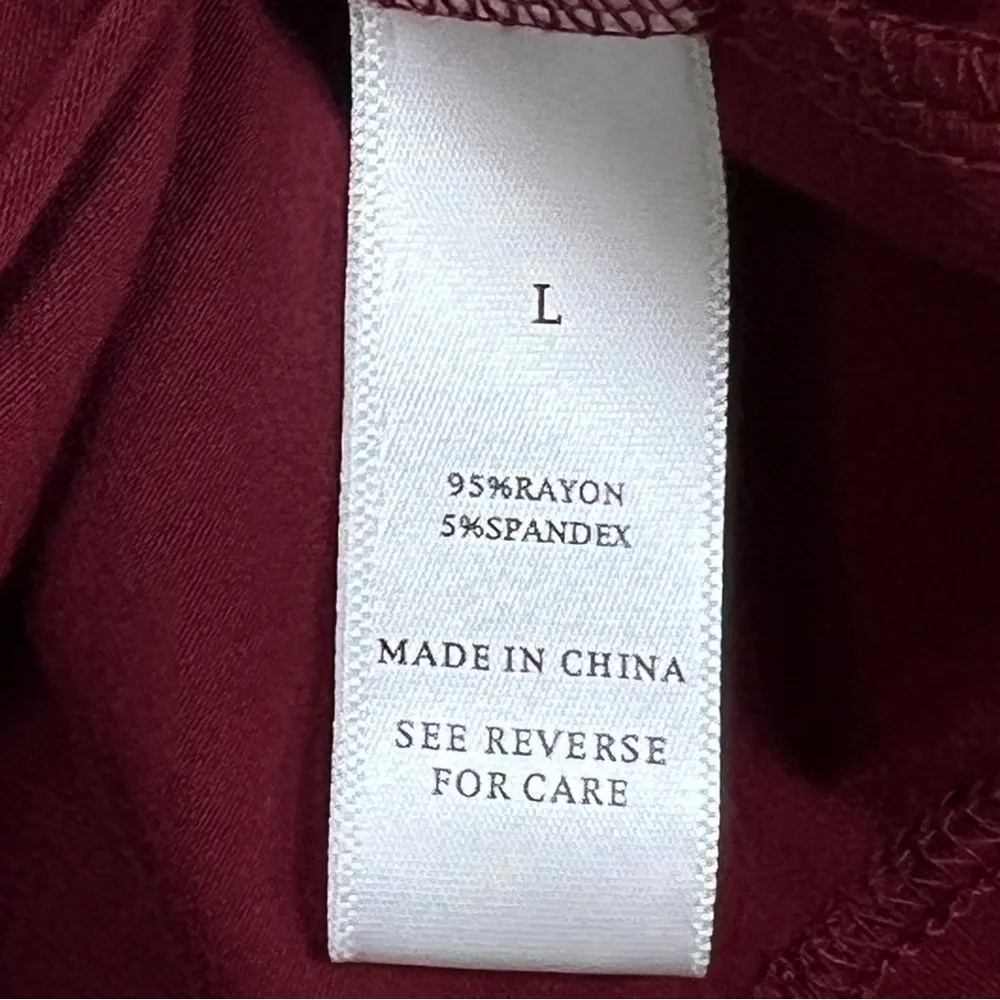 L
95%RAYON
5%SPANDEX
MADE IN CHINA
SEE REVERSE
FOR CARE